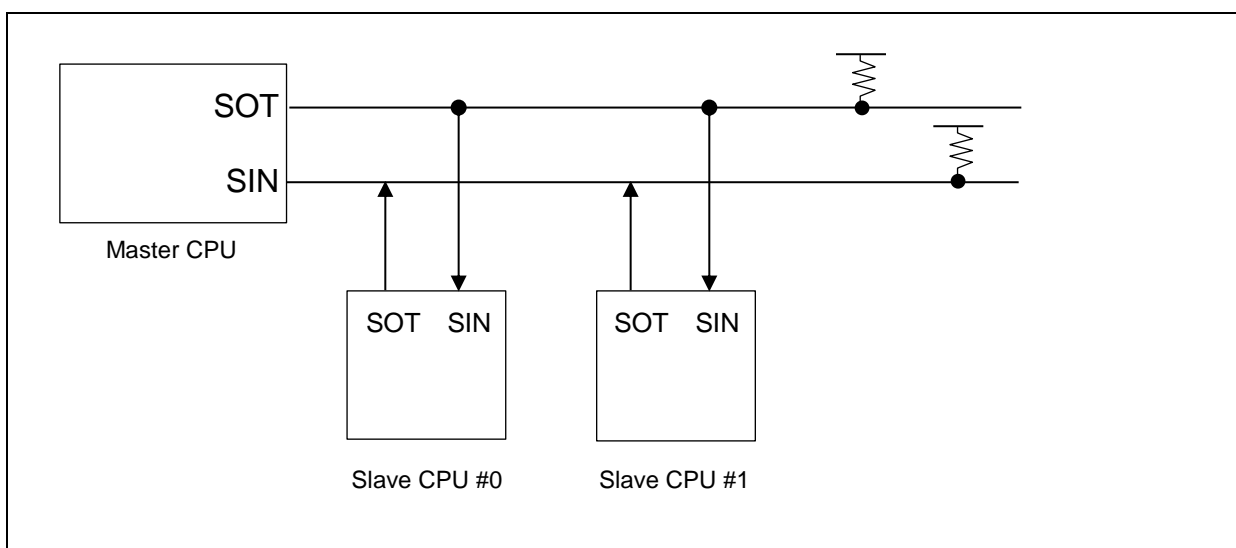 SOT
SIN
Master CPU
SOT SIN
SOT SIN
Slave CPU #0
Slave CPU #1